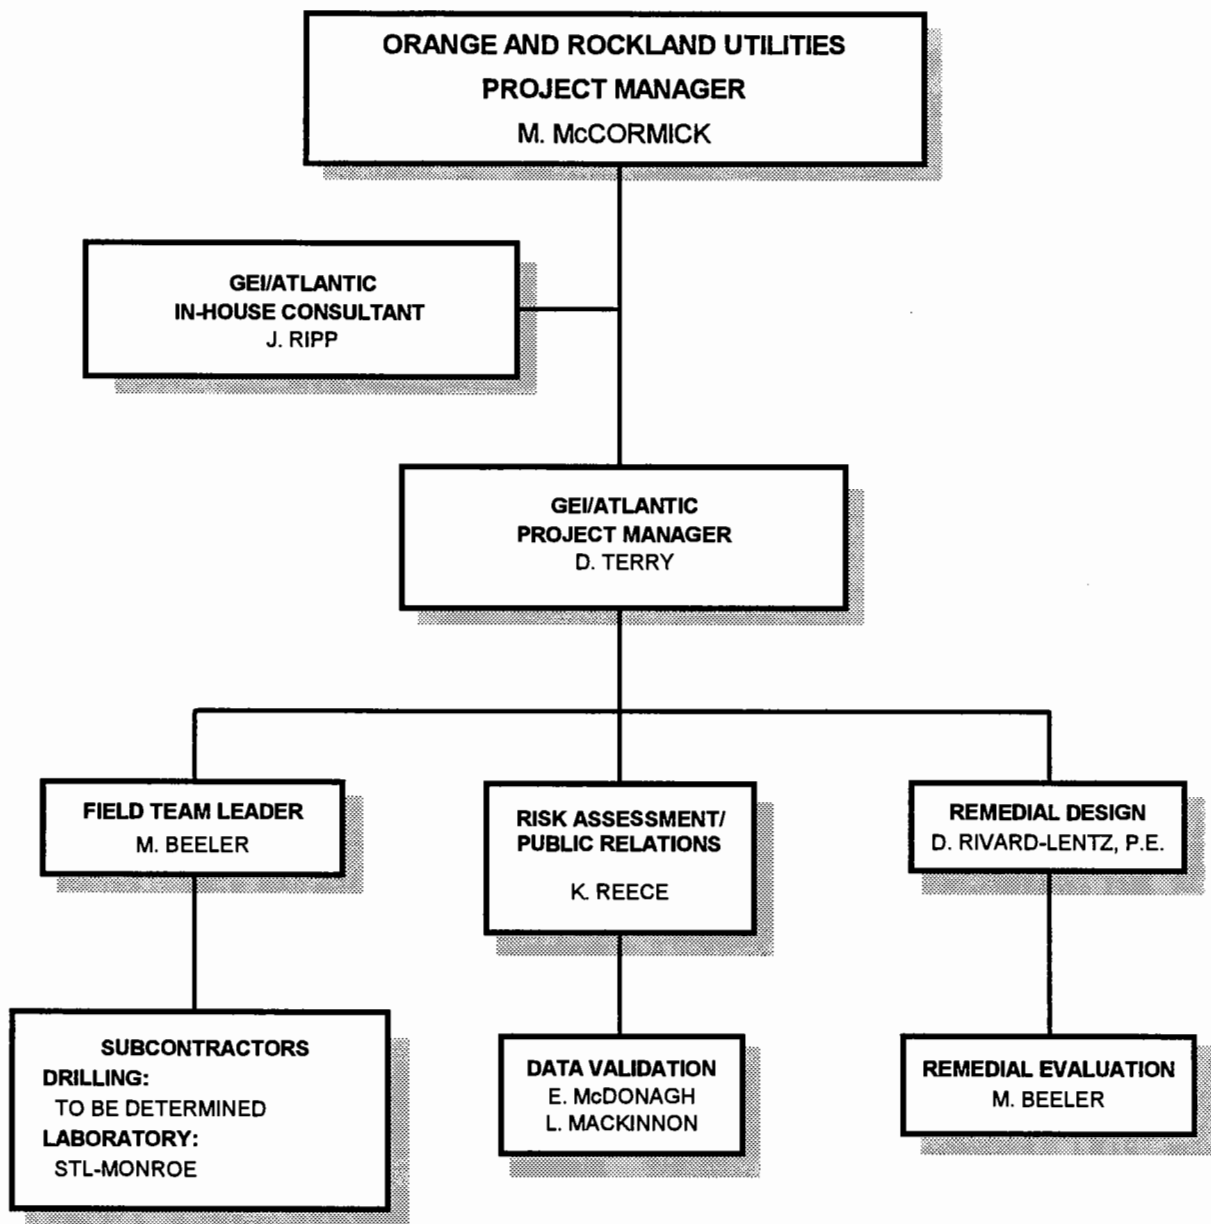 ORANGE AND ROCKLAND UTILITIES
PROJECT MANAGER
M. McCORMICK
GEI/ATLANTIC
IN-HOUSE CONSULTANT
J. RIPP
GEI/ATLANTIC
PROJECT MANAGER
D. TERRY
FIELD TEAM LEADER
M. BEELER
RISK ASSESSMENT/
PUBLIC RELATIONS
K. REECE
REMEDIAL DESIGN
D. RIVARD-LENTZ, P.E.
SUBCONTRACTORS
DRILLING:
TO BE DETERMINED
LABORATORY:
STL-MONROE
DATA VALIDATION
E. McDONAGH
L. MACKINNON
REMEDIAL EVALUATION
M. BEELER